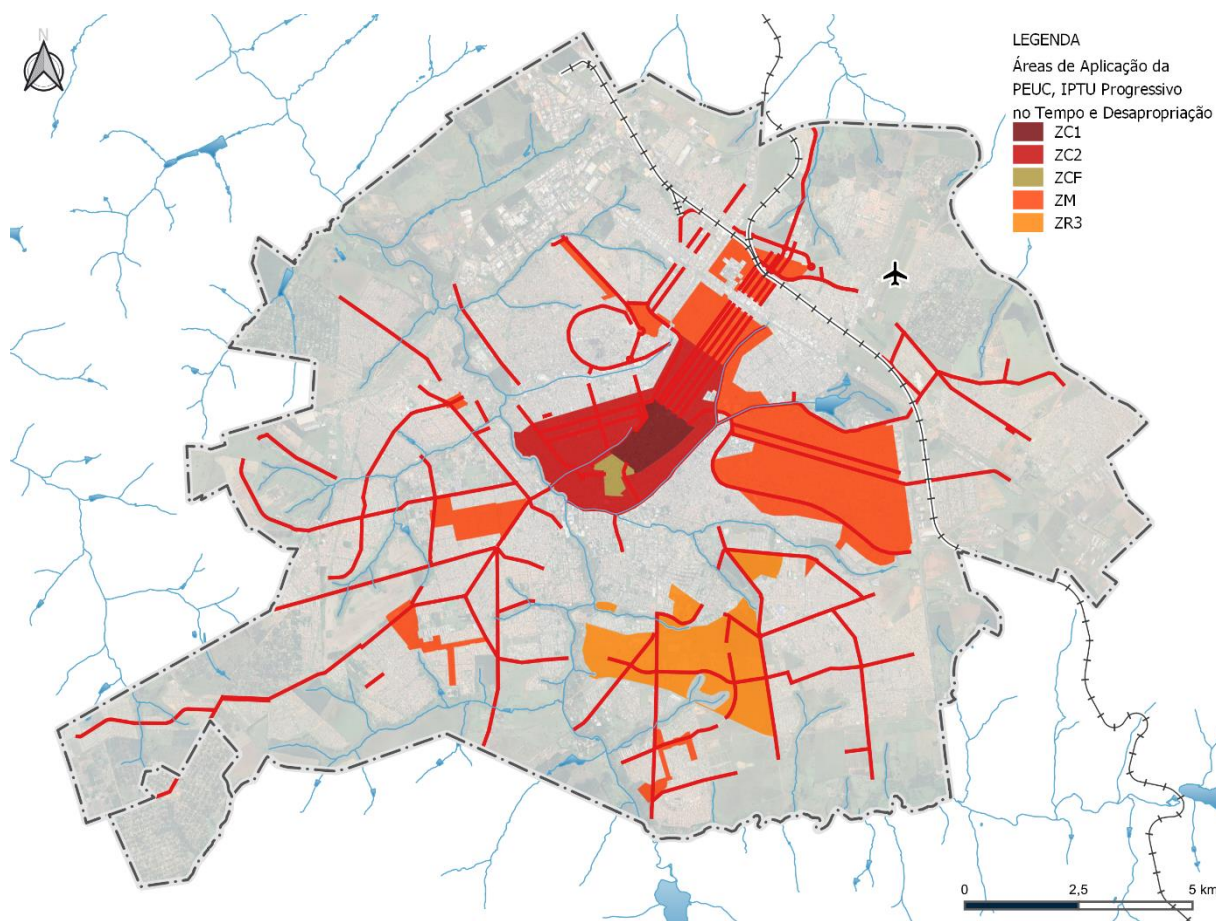 N
LEGENDA
Áreas de Aplicação da
PEUC, IPTU Progressivo
no Tempo e Desapropriação
ZC1
ZC2
ZCF
ZM
ZR3
0 2,5 5 km